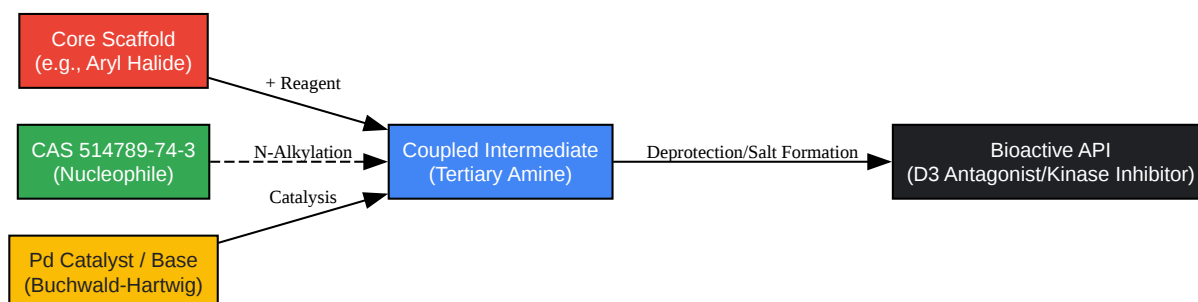 Core Scaffold
(e.g., Aryl Halide)
+ Reagent
CAS 514789-74-3
(Nucleophile)
N-Alkylation
Pd Catalyst / Base
(Buchwald-Hartwig)
Catalysis
Coupled Intermediate
(Tertiary Amine)
Deprotection/Salt Formation
Bioactive API
(D3 Antagonist/Kinase Inhibitor)